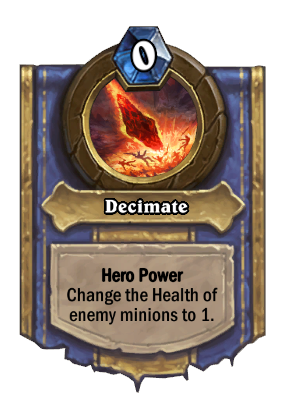 0
Decimate
Hero Power
Change the Health of
enemy minions to 1.